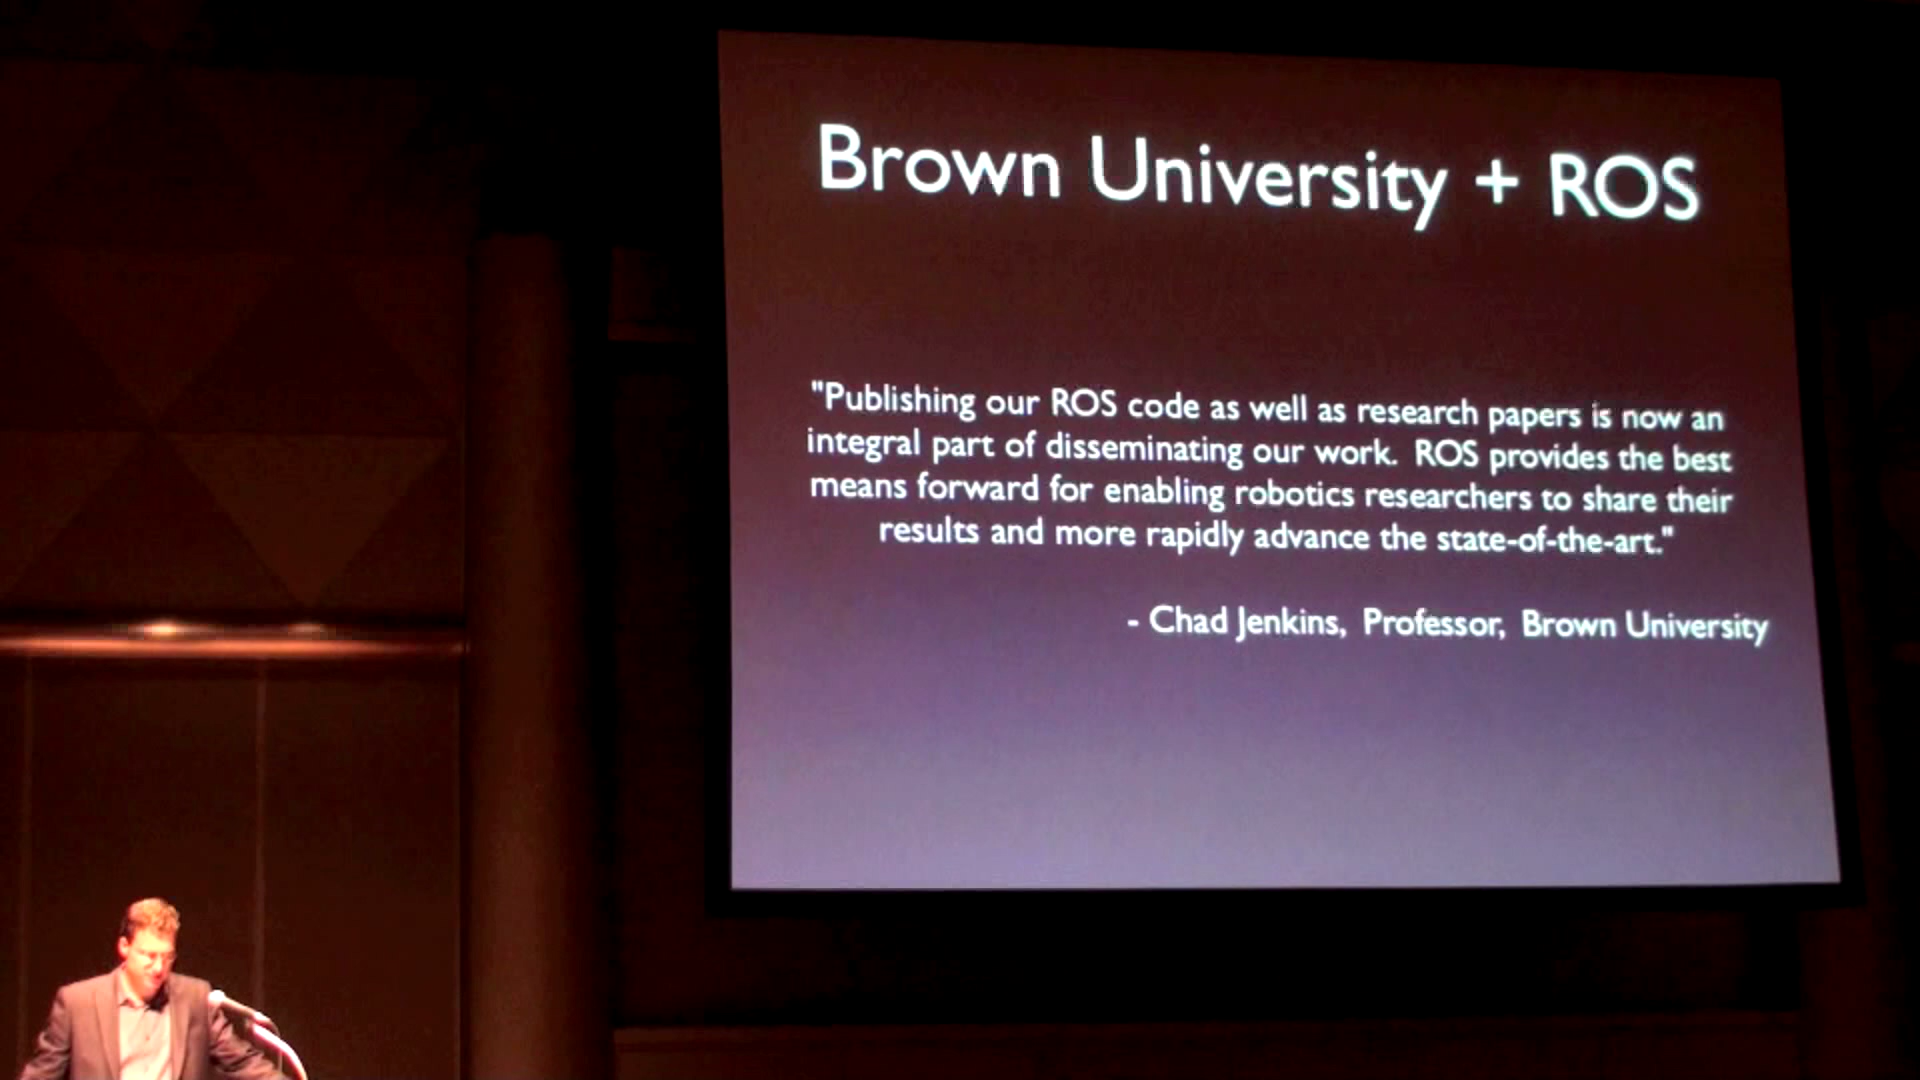 Brown University + ROS
"Publishing our ROS code as well as research papers is now an
integral part of disseminating our work. ROS provides the best
means forward for enabling robotics researchers to share their
results and more rapidly advance the state-of-the-art."
- Chad Jenkins, Professor, Brown University